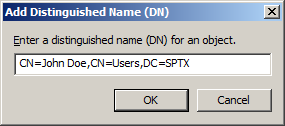 Add Distinguished Name (DN)
Enter a distinguished name (DN) for an object.
CN=John Doe,CN=Users,DC=SPTX
OK
Cancel